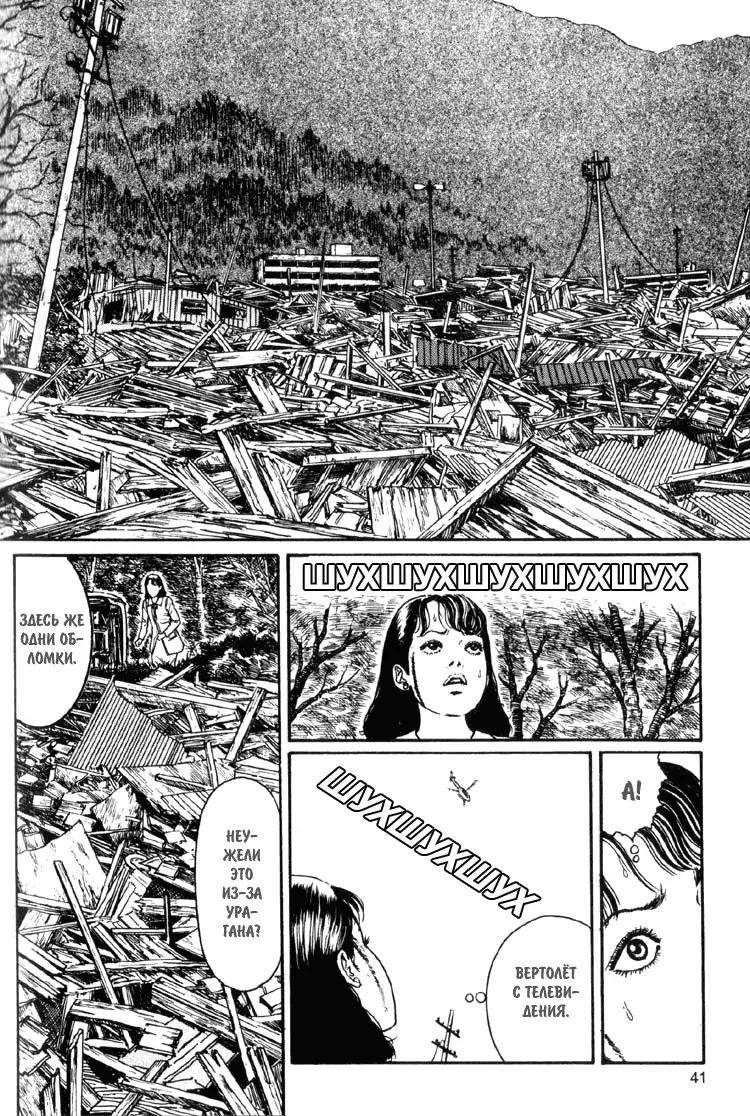 ЗДЕСЬ ЖЕ
ОДНИ ОБ-
ЛОМКИ.
НЕУ-
ЖЕЛИ
ЭТО
ИЗ-ЗА
УРА-
ГАНА?
ШУХШУХШУХШУХШУХ
ШУХШУХШУХ
ВЕРТОЛЁТ
С ТЕЛЕВИ-
ДЕНИЯ.
А!
41